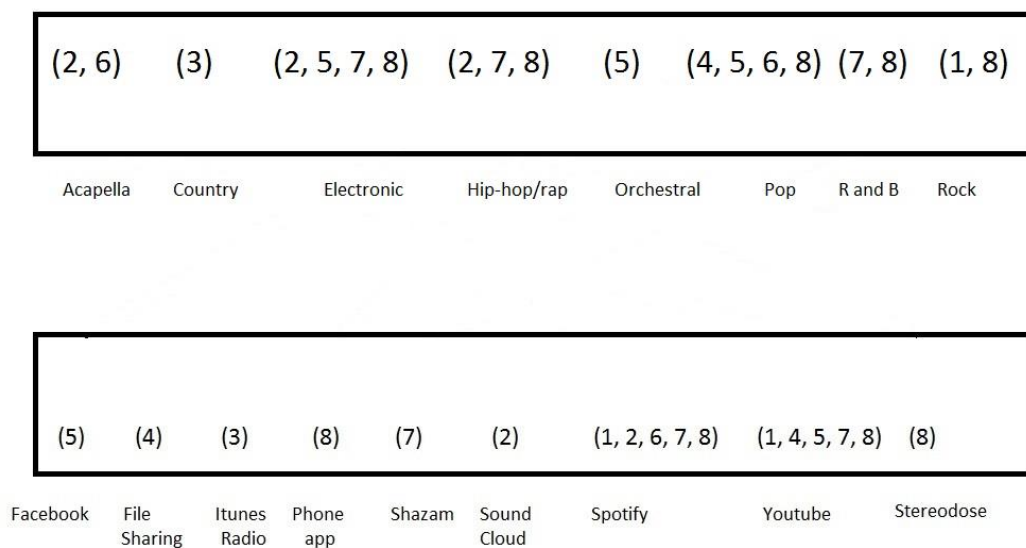 (2, 6) (3) (2, 5, 7, 8) (2, 7, 8) (5) (4, 5, 6, 8) (7, 8) (1, 8)
Acapella Country Electronic Hip-hop/rap Orchestral Pop R and B Rock
(5) (4) (3) (8) (7) (2) (1, 2, 6, 7, 8) (1, 4, 5, 7, 8) (8)
Facebook File Itunes Phone Shazam Sound Spotify Youtube Stereodose
Sharing Radio app Cloud